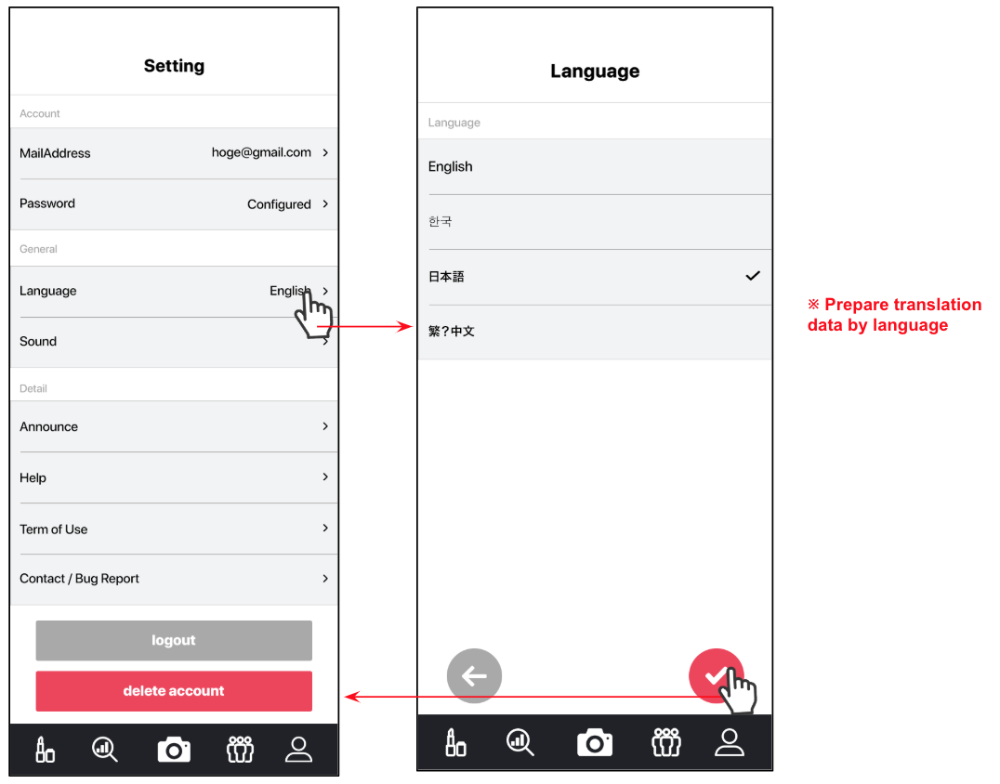 Setting
Account
MailAddress hoge@gmail.com
Password Configured
General
Language English
Sound
Detail
Announce
Help
Term of Use
Contact / Bug Report
logout
delete account
Language
Language
English
한국
日本語
繁?中文
※ Prepare translation
data by language